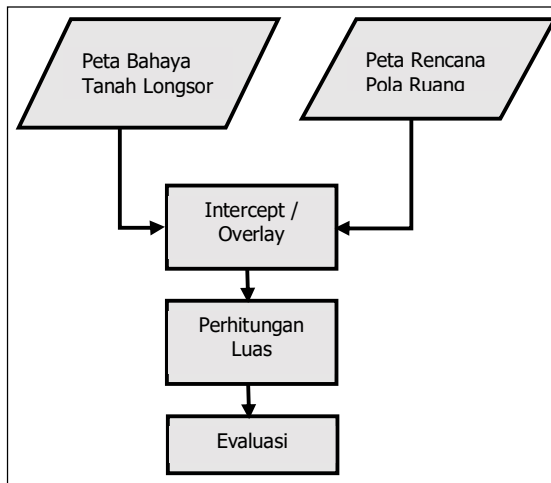 Peta Bahaya
Tanah Longsor
Peta Rencana
Pola Ruang
Intercept /
Overlay
Perhitungan
Luas
Evaluasi